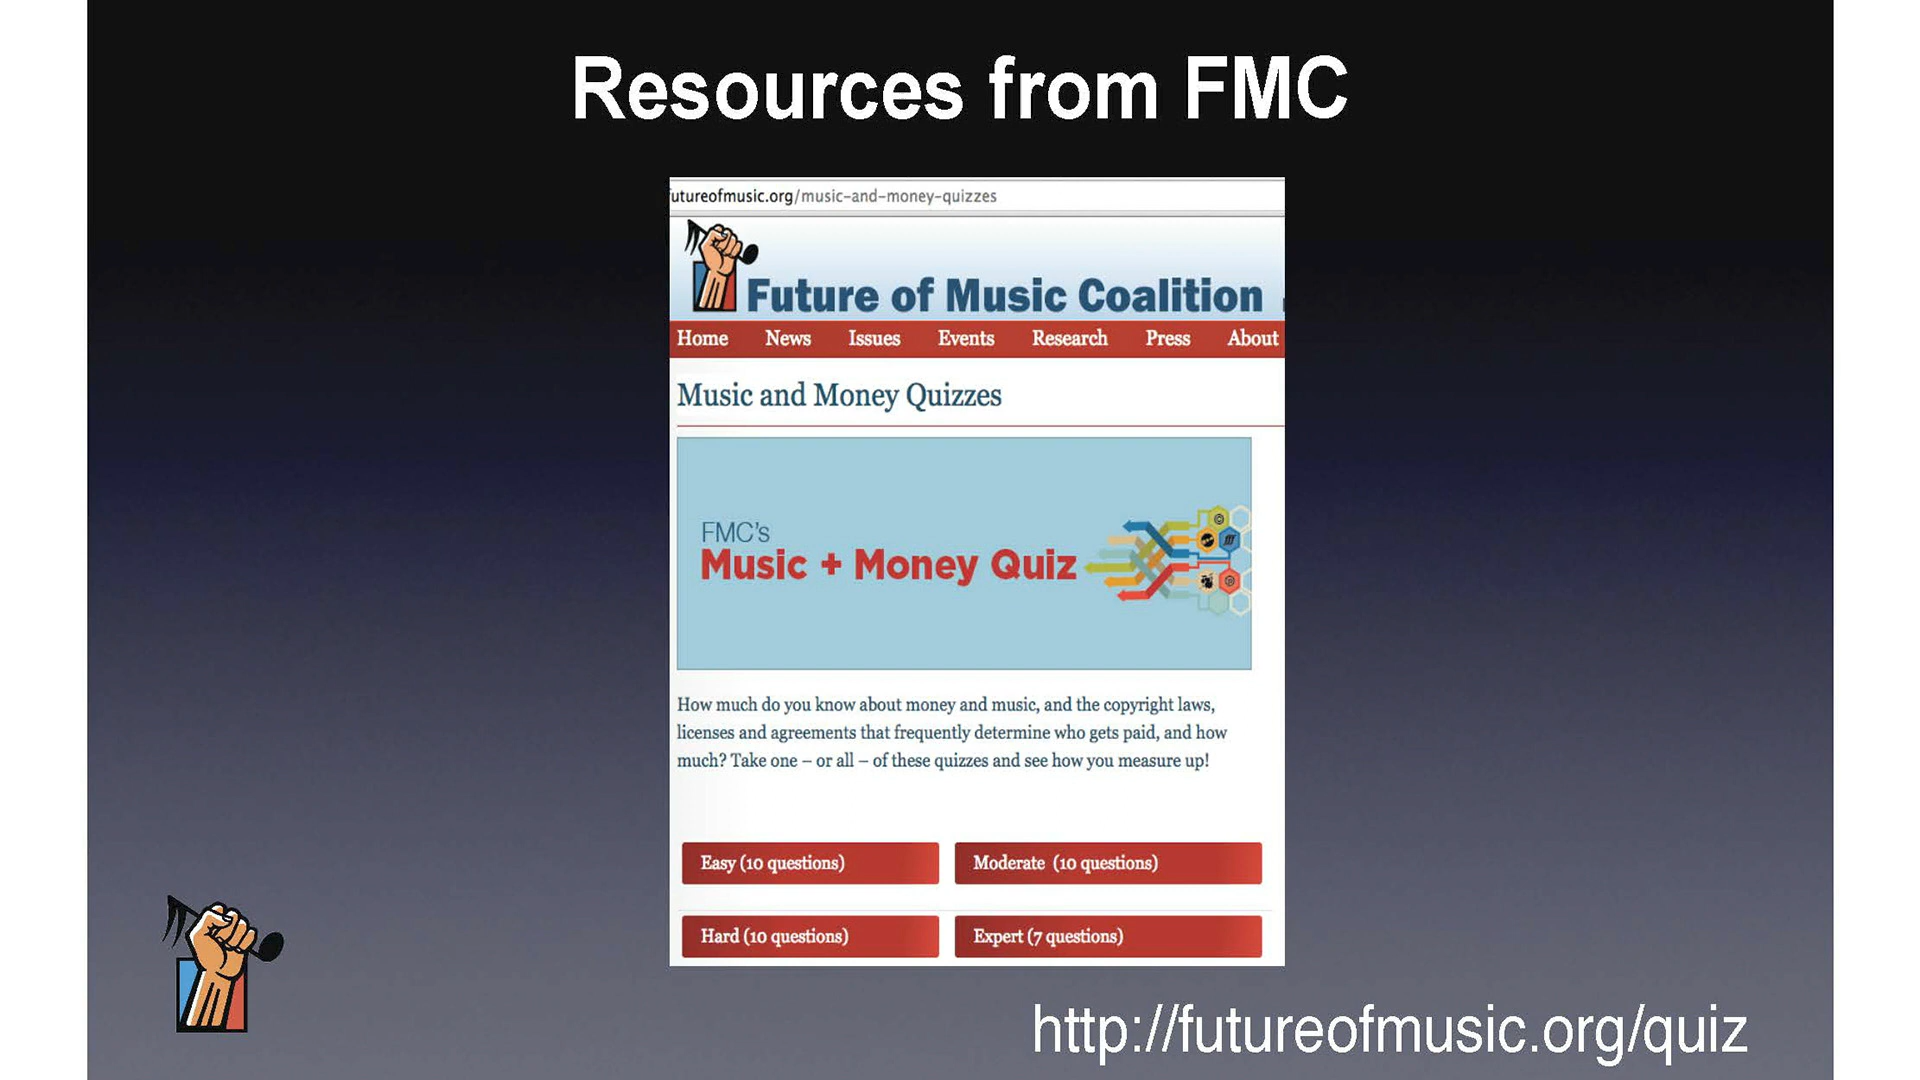 Resources from FMC
futureofmusic.org/music-and-money-quizzes
Future of Music Coalition
Home News Issues Events Research Press About
Music and Money Quizzes
FMC's
Music + Money Quiz
How much do you know about money and music, and the copyright laws,
licenses and agreements that frequently determine who gets paid, and how
much? Take one – or all – of these quizzes and see how you measure up!
Easy (10 questions) Moderate (10 questions)
Hard (10 questions) Expert (7 questions)
http://futureofmusic.org/quiz